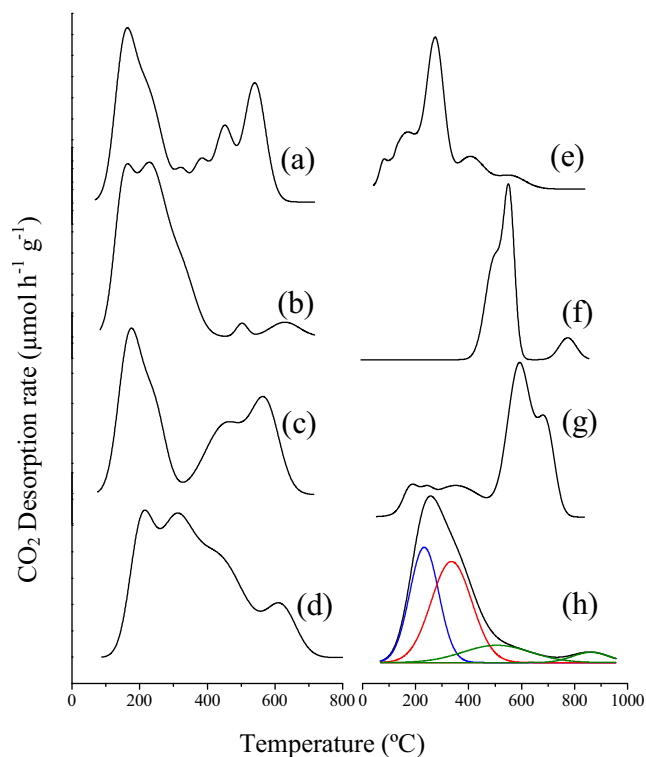 (a)
(e)
(b)
(f)
(c)
(g)
(d)
(h)
CO₂ Desorption rate (µmol h⁻¹ g⁻¹)
0 200 400 600 800
0 200 400 600 800 1000
Temperature (ºC)